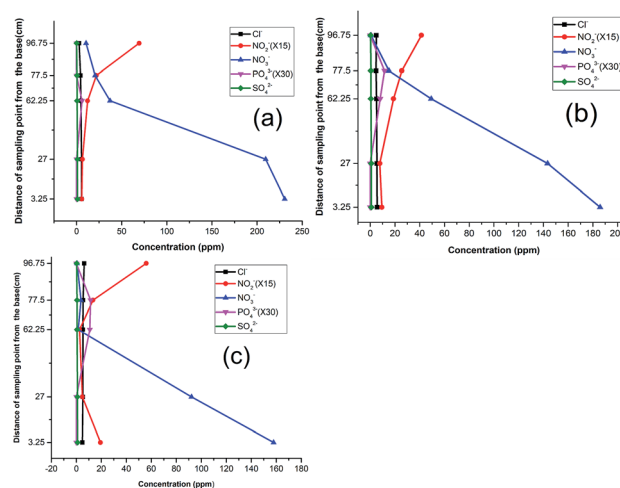 Distance of sampling point from the base(cm)
96.75
77.5
62.25
27
3.25
0
50
100
150
200
250
Concentration (ppm)
Cl⁻
NO₂⁻(X15)
NO₃⁻
PO₄³⁻(X30)
SO₄²⁻
(a)
Distance of sampling point from the base(cm)
96.75
77.5
62.25
27
3.25
0
20
40
60
80
100
120
140
160
180
Concentration (ppm)
Cl⁻
NO₂⁻(X15)
NO₃⁻
PO₄³⁻(X30)
SO₄²⁻
(b)
Distance of sampling point from the base(cm)
96.75
77.5
62.25
27
3.25
-20
0
20
40
60
80
100
120
140
160
180
Concentration (ppm)
Cl⁻
NO₂⁻(X15)
NO₃⁻
PO₄³⁻(X30)
SO₄²⁻
(c)